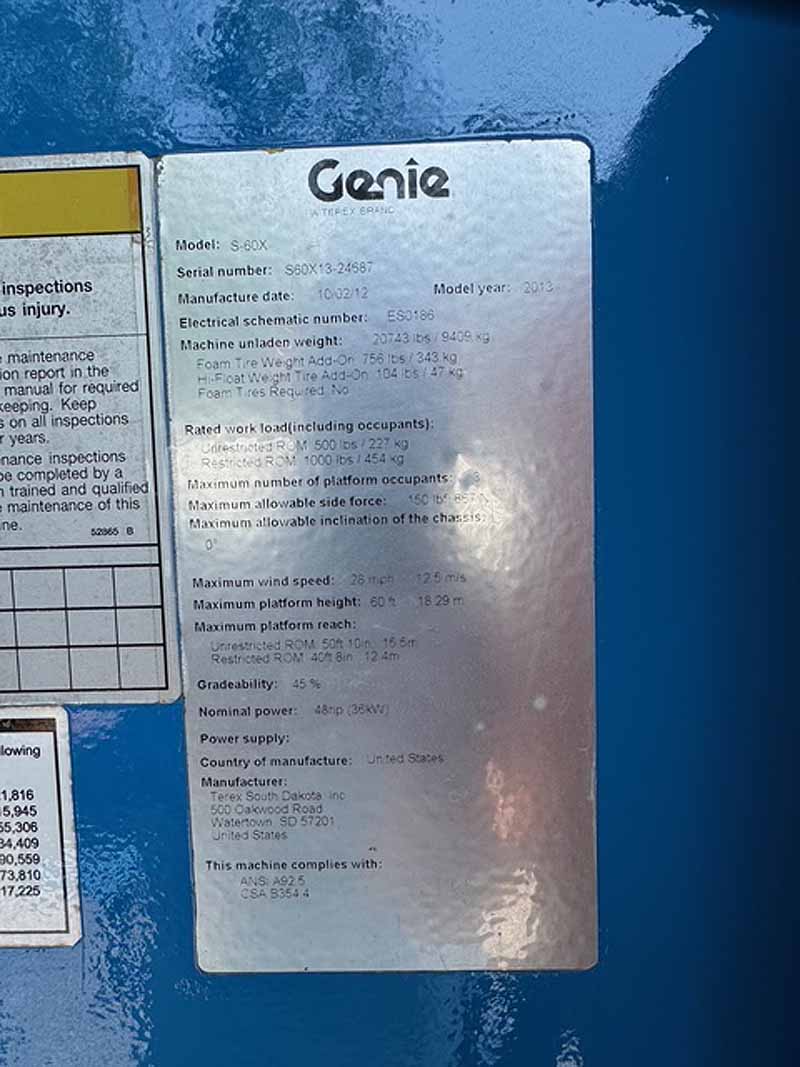 inspections
us injury.
maintenance
ion report in the
manual for required
keeping. Keep
s on all inspections
r years.
nance inspections
be completed by a
n trained and qualified
maintenance of this
ne.
52865 B
llowing
1,816
5,945
55,306
34,409
90,559
73,810
17,225
Genie
A TEREX BRAND
Model: S-60X
Serial number: S60X13-24687
Manufacture date: 10/02/12 Model year: 2013
Electrical schematic number: ES0186
Machine unladen weight: 20743 lbs / 9409 kg
Foam Tire Weight Add-On: 756 lbs / 343 kg
Hi-Float Weight Tire Add-On: 104 lbs / 47 kg
Foam Tires Required: No
Rated work load(including occupants):
Unrestricted ROM: 500 lbs / 227 kg
Restricted ROM: 1000 lbs / 454 kg
Maximum number of platform occupants: 3
Maximum allowable side force: 150 lbf
Maximum allowable inclination of the chassis:
0°
Maximum wind speed: 28 mph 12.5 m/s
Maximum platform height: 60 ft 18.29 m
Maximum platform reach:
Unrestricted ROM: 50ft 10in 15.5m
Restricted ROM: 40ft 8in 12.4m
Gradeability: 45 %
Nominal power: 48hp (36kW)
Power supply:
Country of manufacture: United States
Manufacturer:
Terex South Dakota, Inc
500 Oakwood Road
Watertown, SD 57201
United States
This machine complies with:
ANSI A92.5
CSA B354.4